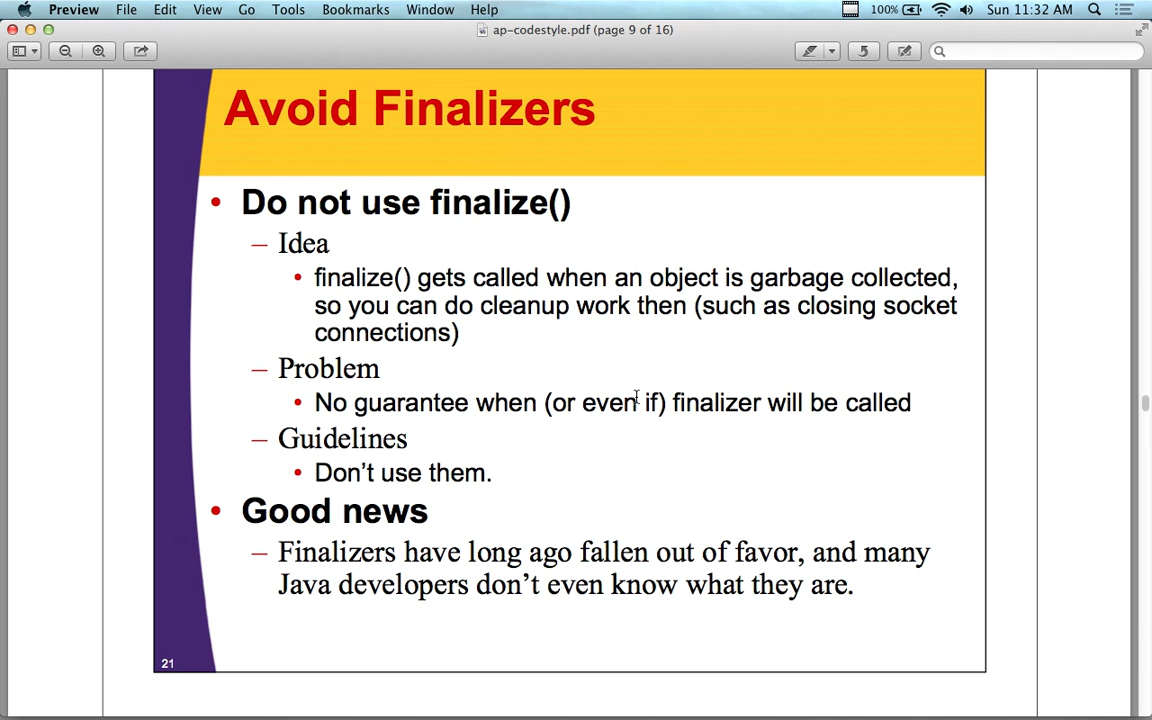 Preview File Edit View Go Tools Bookmarks Window Help 100% Sun 11:32 AM
ap-codestyle.pdf (page 9 of 16)
Avoid Finalizers
• Do not use finalize()
– Idea
• finalize() gets called when an object is garbage collected,
so you can do cleanup work then (such as closing socket
connections)
– Problem
• No guarantee when (or even if) finalizer will be called
– Guidelines
• Don’t use them.
• Good news
– Finalizers have long ago fallen out of favor, and many
Java developers don’t even know what they are.
21